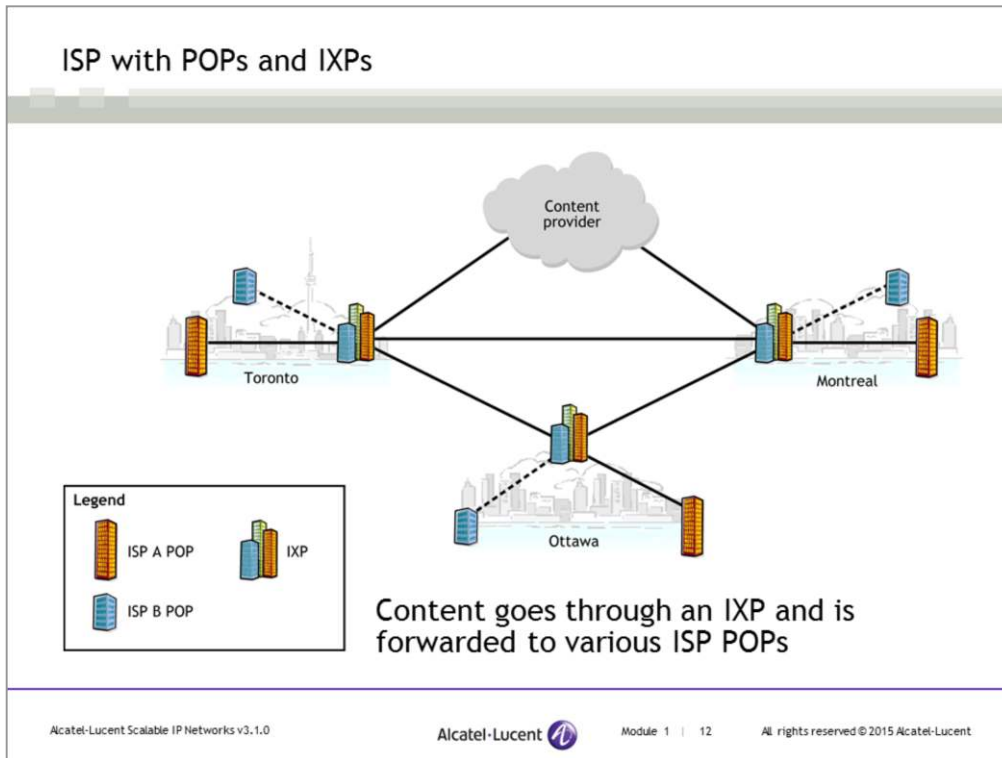 ISP with POPs and IXPs
Content
provider
Toronto
Montreal
Ottawa
Legend
ISP A POP
IXP
ISP B POP
Content goes through an IXP and is
forwarded to various ISP POPs
Alcatel-Lucent Scalable IP Networks v3.1.0
Alcatel·Lucent
Module 1 | 12
All rights reserved © 2015 Alcatel-Lucent